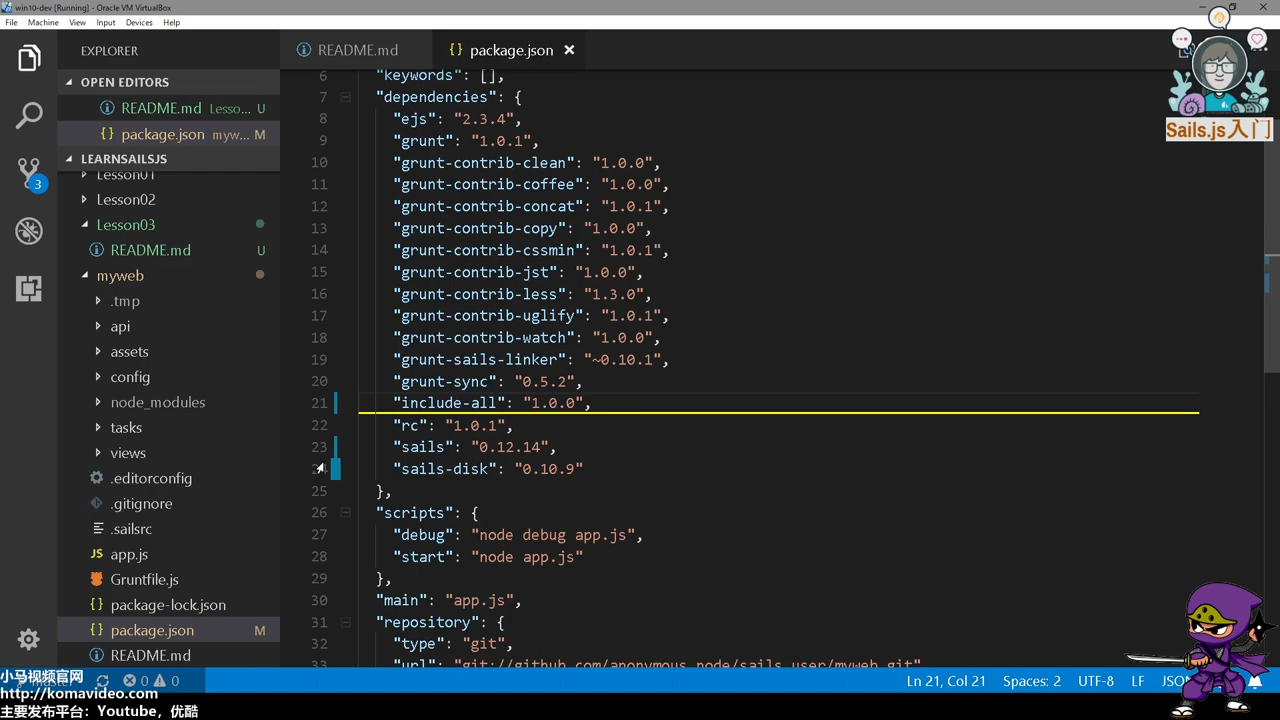 win10-dev [Running] - Oracle VM VirtualBox
File Machine View Input Devices Help
EXPLORER
README.md
{} package.json ×
OPEN EDITORS
README.md Lesso... U
{} package.json myw... M
LEARNSAILSJS
Lesson01
Lesson02
Lesson03
README.md U
myweb
.tmp
api
assets
config
node_modules
tasks
views
.editorconfig
.gitignore
.sailsrc
JS app.js
Gruntfile.js
{} package-lock.json
{} package.json M
README.md
3
6 "keywords": [],
7 "dependencies": {
8 "ejs": "2.3.4",
9 "grunt": "1.0.1",
10 "grunt-contrib-clean": "1.0.0",
11 "grunt-contrib-coffee": "1.0.0",
12 "grunt-contrib-concat": "1.0.1",
13 "grunt-contrib-copy": "1.0.0",
14 "grunt-contrib-cssmin": "1.0.1",
15 "grunt-contrib-jst": "1.0.0",
16 "grunt-contrib-less": "1.3.0",
17 "grunt-contrib-uglify": "1.0.1",
18 "grunt-contrib-watch": "1.0.0",
19 "grunt-sails-linker": "~0.10.1",
20 "grunt-sync": "0.5.2",
21 "include-all": "1.0.0",
22 "rc": "1.0.1",
23 "sails": "0.12.14",
24 "sails-disk": "0.10.9"
25 },
26 "scripts": {
27 "debug": "node debug app.js",
28 "start": "node app.js"
29 },
30 "main": "app.js",
31 "repository": {
32 "type": "git",
33 "url": "git://github.com/anonymous node/sails user/myweb.git"
Sails.js入门
小马视频官网
http://komavideo.com
主要发布平台：Youtube，优酷
0 0
Ln 21, Col 21 Spaces: 2 UTF-8 LF JSON